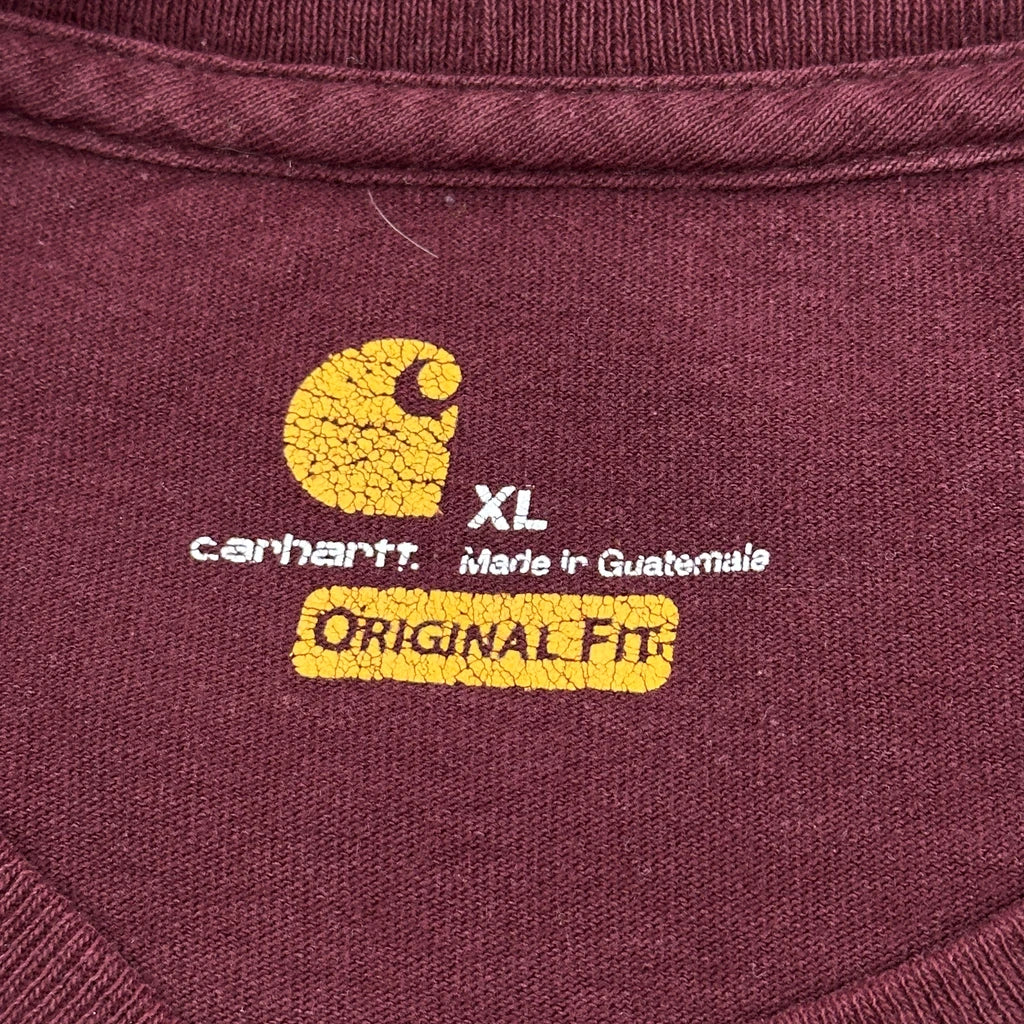 XL
carhartt.
Made in Guatemala
ORIGINAL FIT